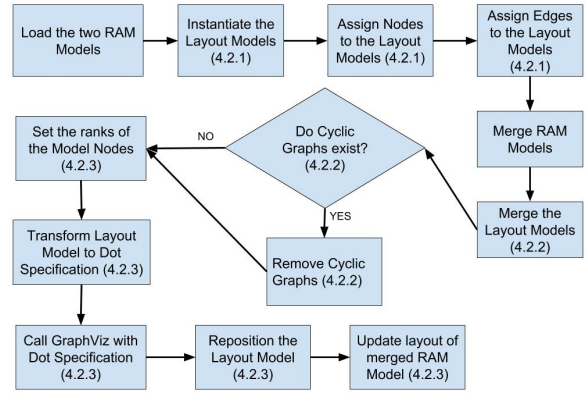 Load the two RAM
Models
Instantiate the
Layout Models
(4.2.1)
Assign Nodes
to the Layout
Models (4.2.1)
Assign Edges
to the Layout
Models
(4.2.1)
Merge RAM
Models
Merge the
Layout Models
(4.2.2)
Do Cyclic
Graphs exist?
(4.2.2)
NO
YES
Remove Cyclic
Graphs (4.2.2)
Set the ranks of
the Model Nodes
(4.2.3)
Transform Layout
Model to Dot
Specification (4.2.3)
Call GraphViz with
Dot Specification
(4.2.3)
Reposition the
Layout Model
(4.2.3)
Update layout of
merged RAM
Model (4.2.3)